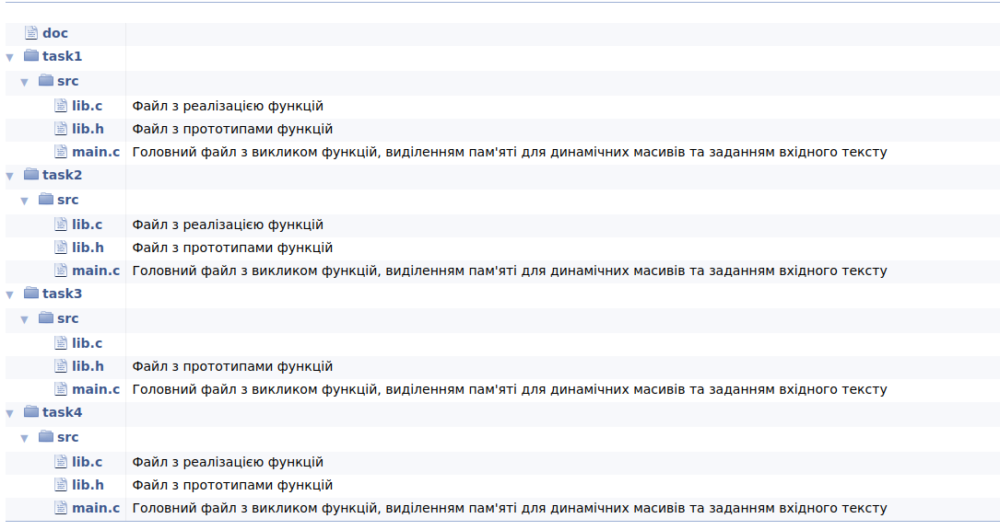 doc
task1
src
lib.c Файл з реалізацією функцій
lib.h Файл з прототипами функцій
main.c Головний файл з викликом функцій, виділенням пам'яті для динамічних масивів та заданням вхідного тексту
task2
src
lib.c Файл з реалізацією функцій
lib.h Файл з прототипами функцій
main.c Головний файл з викликом функцій, виділенням пам'яті для динамічних масивів та заданням вхідного тексту
task3
src
lib.c
lib.h Файл з прототипами функцій
main.c Головний файл з викликом функцій, виділенням пам'яті для динамічних масивів та заданням вхідного тексту
task4
src
lib.c Файл з реалізацією функцій
lib.h Файл з прототипами функцій
main.c Головний файл з викликом функцій, виділенням пам'яті для динамічних масивів та заданням вхідного тексту